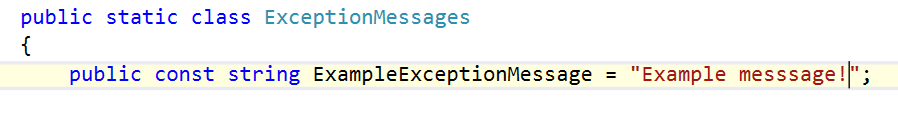 public static class ExceptionMessages
{
public const string ExampleExceptionMessage = "Example messsage!";